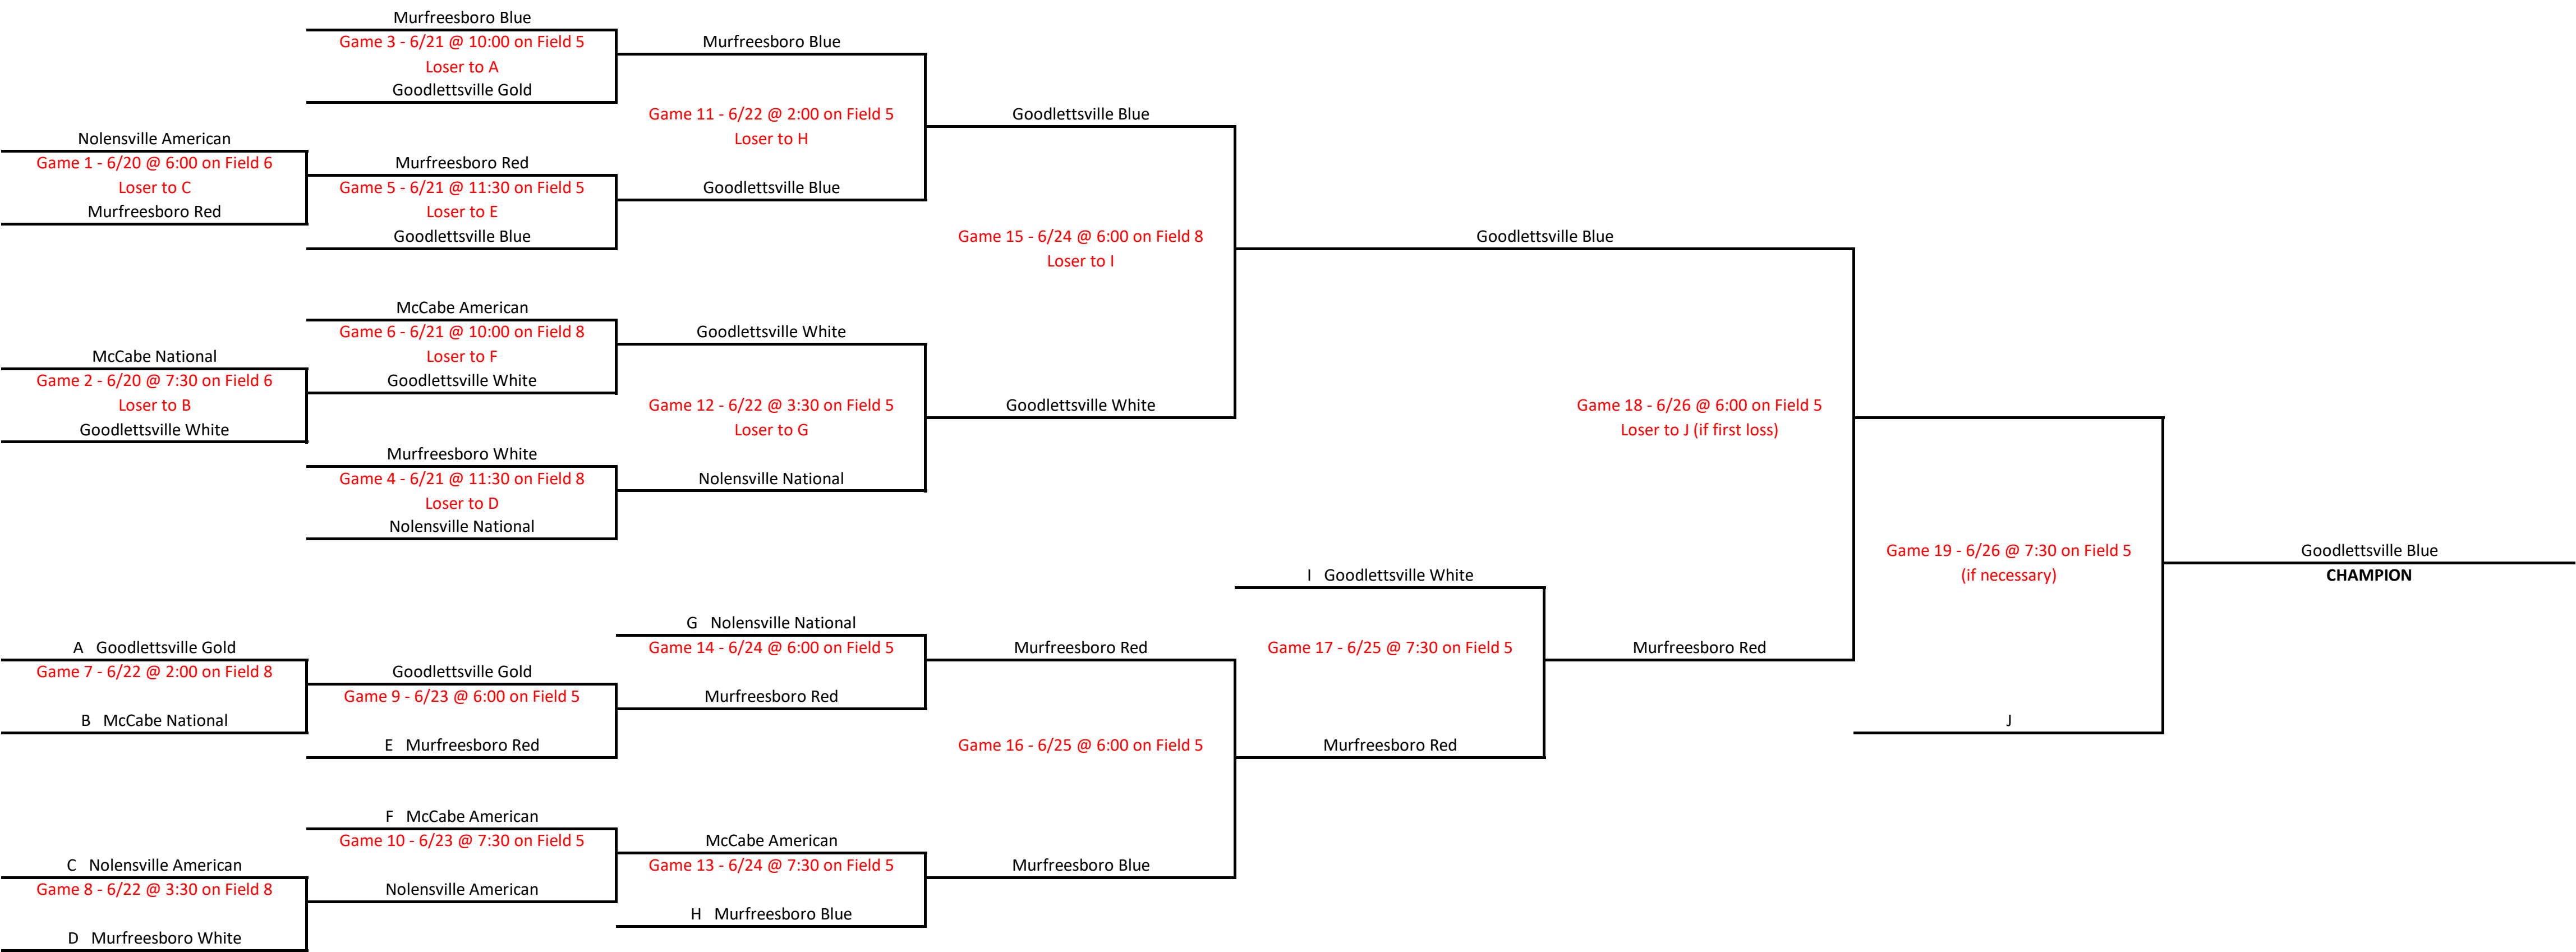 Murfreesboro Blue
Game 3 - 6/21 @ 10:00 on Field 5
Loser to A
Goodlettsville Gold
Murfreesboro Blue
Game 11 - 6/22 @ 2:00 on Field 5
Loser to H
Goodlettsville Blue
Nolensville American
Game 1 - 6/20 @ 6:00 on Field 6
Loser to C
Murfreesboro Red
Murfreesboro Red
Game 5 - 6/21 @ 11:30 on Field 5
Loser to E
Goodlettsville Blue
Goodlettsville Blue
Game 15 - 6/24 @ 6:00 on Field 8
Loser to I
Goodlettsville White
Goodlettsville Blue
McCabe American
Game 6 - 6/21 @ 10:00 on Field 8
Loser to F
Goodlettsville White
McCabe National
Game 2 - 6/20 @ 7:30 on Field 6
Loser to B
Goodlettsville White
Goodlettsville White
Game 12 - 6/22 @ 3:30 on Field 5
Loser to G
Nolensville National
Murfreesboro White
Game 4 - 6/21 @ 11:30 on Field 8
Loser to D
Nolensville National
Game 18 - 6/26 @ 6:00 on Field 5
Loser to J (if first loss)
Game 19 - 6/26 @ 7:30 on Field 5
(if necessary)
J
Goodlettsville Blue
CHAMPION
A Goodlettsville Gold
Game 7 - 6/22 @ 2:00 on Field 8
B McCabe National
Goodlettsville Gold
Game 9 - 6/23 @ 6:00 on Field 5
E Murfreesboro Red
G Nolensville National
Game 14 - 6/24 @ 6:00 on Field 5
Murfreesboro Red
Murfreesboro Red
Game 16 - 6/25 @ 6:00 on Field 5
Murfreesboro Blue
I Goodlettsville White
Game 17 - 6/25 @ 7:30 on Field 5
Murfreesboro Red
Murfreesboro Red
F McCabe American
Game 10 - 6/23 @ 7:30 on Field 5
Nolensville American
C Nolensville American
Game 8 - 6/22 @ 3:30 on Field 8
D Murfreesboro White
McCabe American
Game 13 - 6/24 @ 7:30 on Field 5
H Murfreesboro Blue